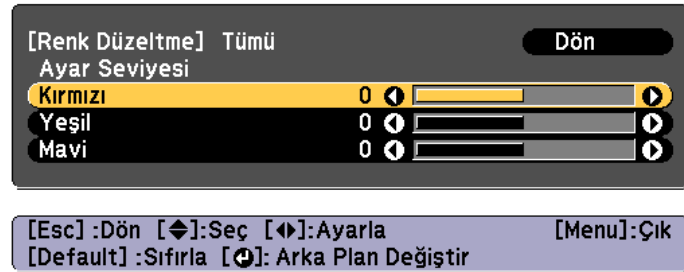 [Renk Düzeltme] Tümü Dön
Ayar Seviyesi
Kırmızı 0
Yeşil 0
Mavi 0
[Esc] :Dön [◆]:Seç [◆]:Ayarla [Menu]:Çık
[Default] :Sıfırla [↵]: Arka Plan Değiştir